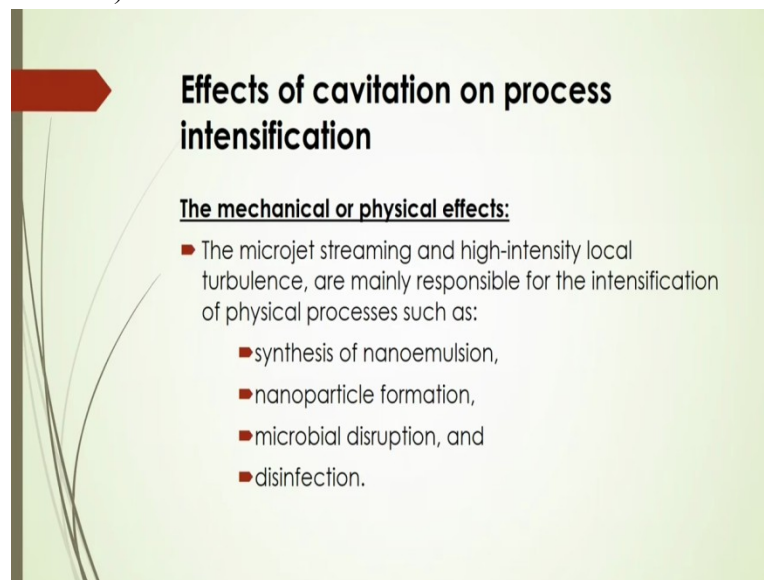 Effects of cavitation on process
intensification
The mechanical or physical effects:
The microjet streaming and high-intensity local
turbulence, are mainly responsible for the intensification
of physical processes such as:
synthesis of nanoemulsion,
nanoparticle formation,
microbial disruption, and
disinfection.